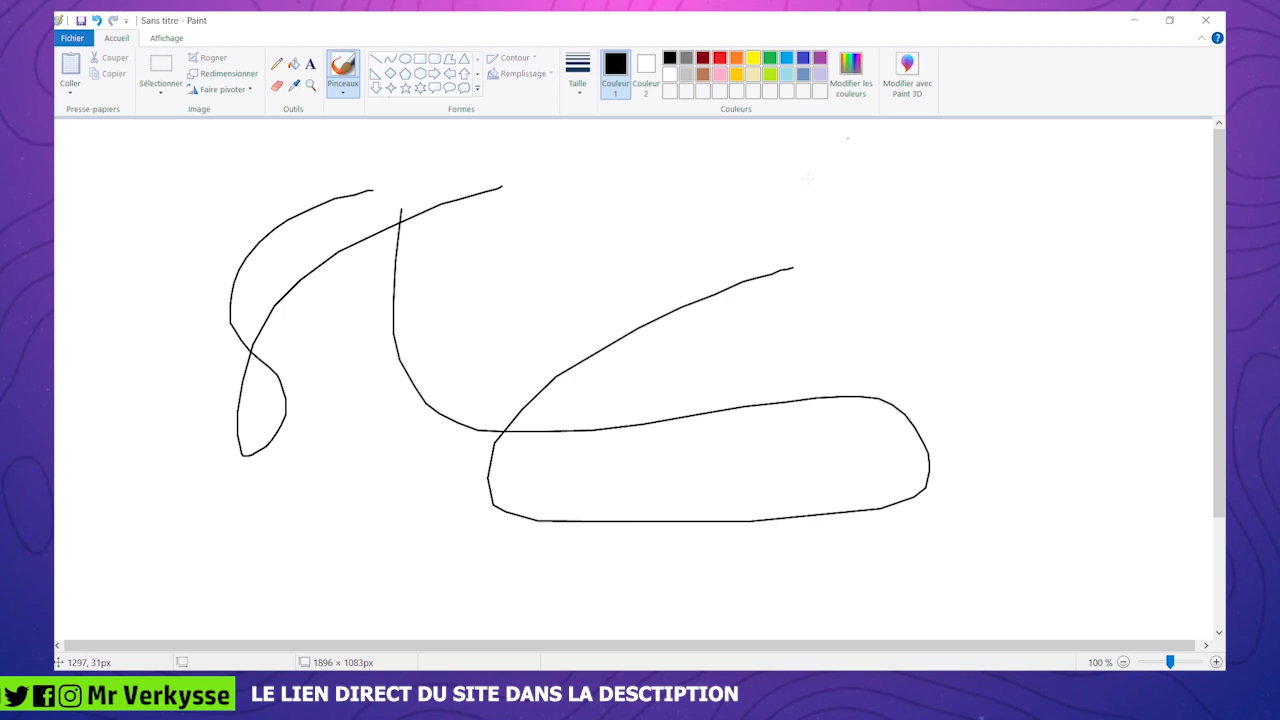 Sans titre - Paint
Fichier Accueil Affichage
Coller
Couper
Copier
Presse-papiers
Sélectionner
Rogner
Redimensionner
Faire pivoter
Image
A
Outils
Pinceaux
Contour
Remplissage
Formes
Taille
Couleur 1
Couleur 2
Modifier les couleurs
Couleurs
Modifier avec Paint 3D
1297, 31px
1896 × 1083px
100 %
Mr Verkysse
LE LIEN DIRECT DU SITE DANS LA DESCTIPTION